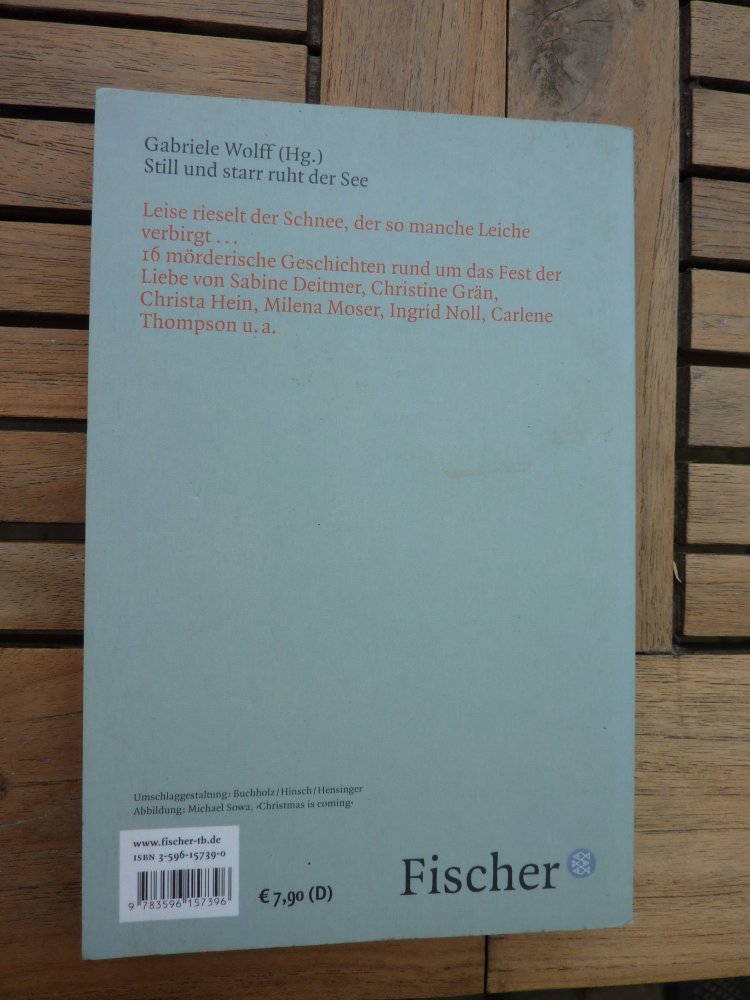 Gabriele Wolff (Hg.)
Still und starr ruht der See
Leise rieselt der Schnee, der so manche Leiche
verbirgt ...
16 mörderische Geschichten rund um das Fest der
Liebe von Sabine Deitmer, Christine Grän,
Christa Hein, Milena Moser, Ingrid Noll, Carlene
Thompson u. a.
Umschlaggestaltung: Buchholz / Hinsch / Hensinger
Abbildung: Michael Sowa, ›Christmas is coming‹
www.fischer-tb.de
ISBN 3-596-15739-0
9 783596 157396
€ 7,90 (D)
Fischer